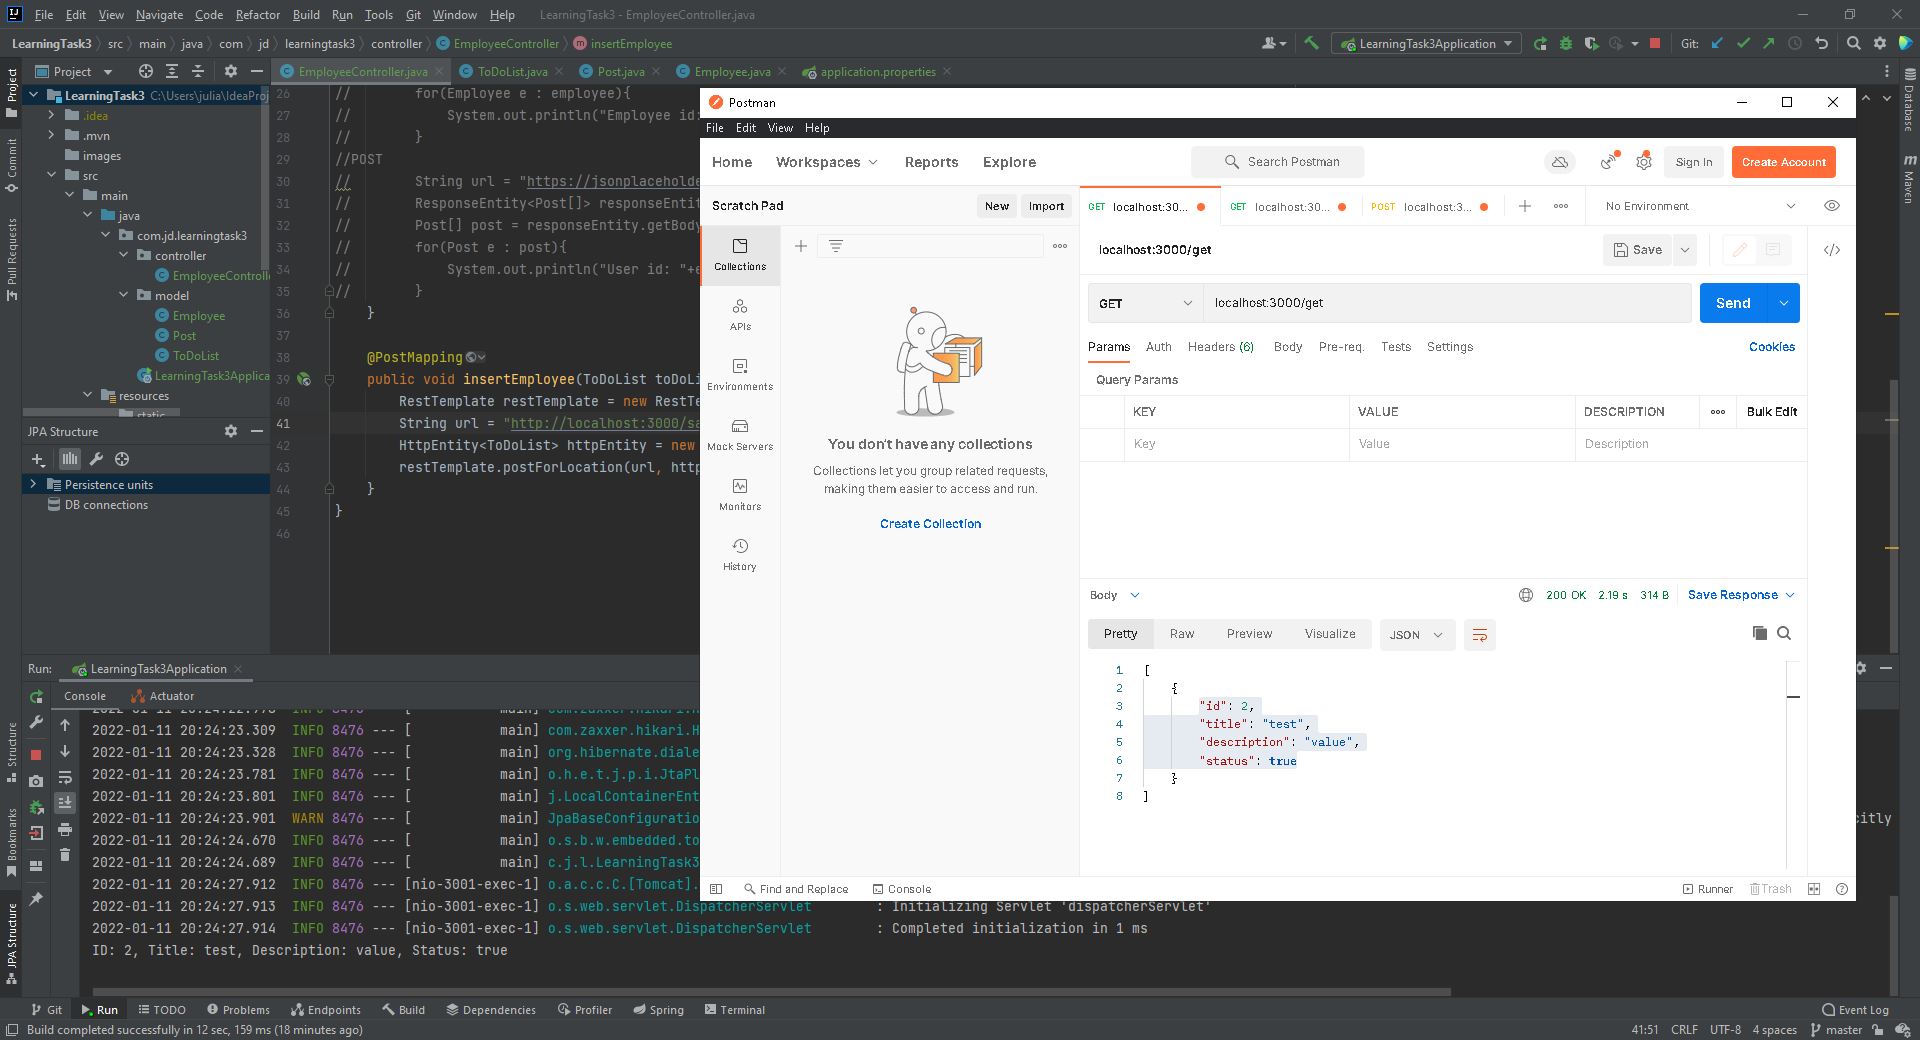 File Edit View Navigate Code Refactor Build Run Tools Git Window Help LearningTask3 - EmployeeController.java
LearningTask3 src main java com jd learningtask3 controller EmployeeController insertEmployee
LearningTask3Application Git:
Project
EmployeeController.java ToDoList.java Post.java Employee.java application.properties
LearningTask3 C:\Users\julia\IdeaProj
.idea
.mvn
images
src
main
java
com.jd.learningtask3
controller
EmployeeControll
model
Employee
Post
ToDoList
LearningTask3Applica
resources
static
JPA Structure
Persistence units
DB connections
Project
Commit
Pull Requests
Structure
Bookmarks
JPA Structure
Database
Maven
26 // for(Employee e : employee){
27 // System.out.println("Employee id:
28 // }
29 //POST
30 // String url = "https://jsonplaceholde
31 // ResponseEntity<Post[]> responseEntit
32 // Post[] post = responseEntity.getBody
33 // for(Post e : post){
34 // System.out.println("User id: "+e
35 // }
36 }
37
38 @PostMapping
39 public void insertEmployee(ToDoList toDoLi
40 RestTemplate restTemplate = new RestTe
41 String url = "http://localhost:3000/sa
42 HttpEntity<ToDoList> httpEntity = new
43 restTemplate.postForLocation(url, http
44 }
45 }
46
Postman
File Edit View Help
Home Workspaces Reports Explore Search Postman Sign In Create Account
Scratch Pad New Import
GET localhost:30... GET localhost:30... POST localhost:3... No Environment
Collections
APIs
Environments
Mock Servers
Monitors
History
You don't have any collections
Collections let you group related requests,
making them easier to access and run.
Create Collection
localhost:3000/get Save
GET localhost:3000/get Send
Params Auth Headers (6) Body Pre-req. Tests Settings Cookies
Query Params
KEY VALUE DESCRIPTION Bulk Edit
Key Value Description
Body 200 OK 2.19 s 314 B Save Response
Pretty Raw Preview Visualize JSON
1 [
2 {
3 "id": 2,
4 "title": "test",
5 "description": "value",
6 "status": true
7 }
8 ]
Find and Replace Console Runner Trash
Run: LearningTask3Application
Console Actuator
2022-01-11 20:24:22.778 INFO 8476 --- [ main] com.zaxxer.hikari.H
2022-01-11 20:24:23.309 INFO 8476 --- [ main] com.zaxxer.hikari.H
2022-01-11 20:24:23.328 INFO 8476 --- [ main] org.hibernate.diale
2022-01-11 20:24:23.781 INFO 8476 --- [ main] o.h.e.t.j.p.i.JtaPl
2022-01-11 20:24:23.801 INFO 8476 --- [ main] j.LocalContainerEnt
2022-01-11 20:24:23.901 WARN 8476 --- [ main] JpaBaseConfiguratio citly
2022-01-11 20:24:24.670 INFO 8476 --- [ main] o.s.b.w.embedded.to
2022-01-11 20:24:24.689 INFO 8476 --- [ main] c.j.l.LearningTask3
2022-01-11 20:24:27.912 INFO 8476 --- [nio-3001-exec-1] o.a.c.c.C.[Tomcat].
2022-01-11 20:24:27.913 INFO 8476 --- [nio-3001-exec-1] o.s.web.servlet.DispatcherServlet : Initializing Servlet 'dispatcherServlet'
2022-01-11 20:24:27.914 INFO 8476 --- [nio-3001-exec-1] o.s.web.servlet.DispatcherServlet : Completed initialization in 1 ms
ID: 2, Title: test, Description: value, Status: true
Git Run TODO Problems Endpoints Build Dependencies Profiler Spring Terminal Event Log
Build completed successfully in 12 sec, 159 ms (18 minutes ago) 41:51 CRLF UTF-8 4 spaces master